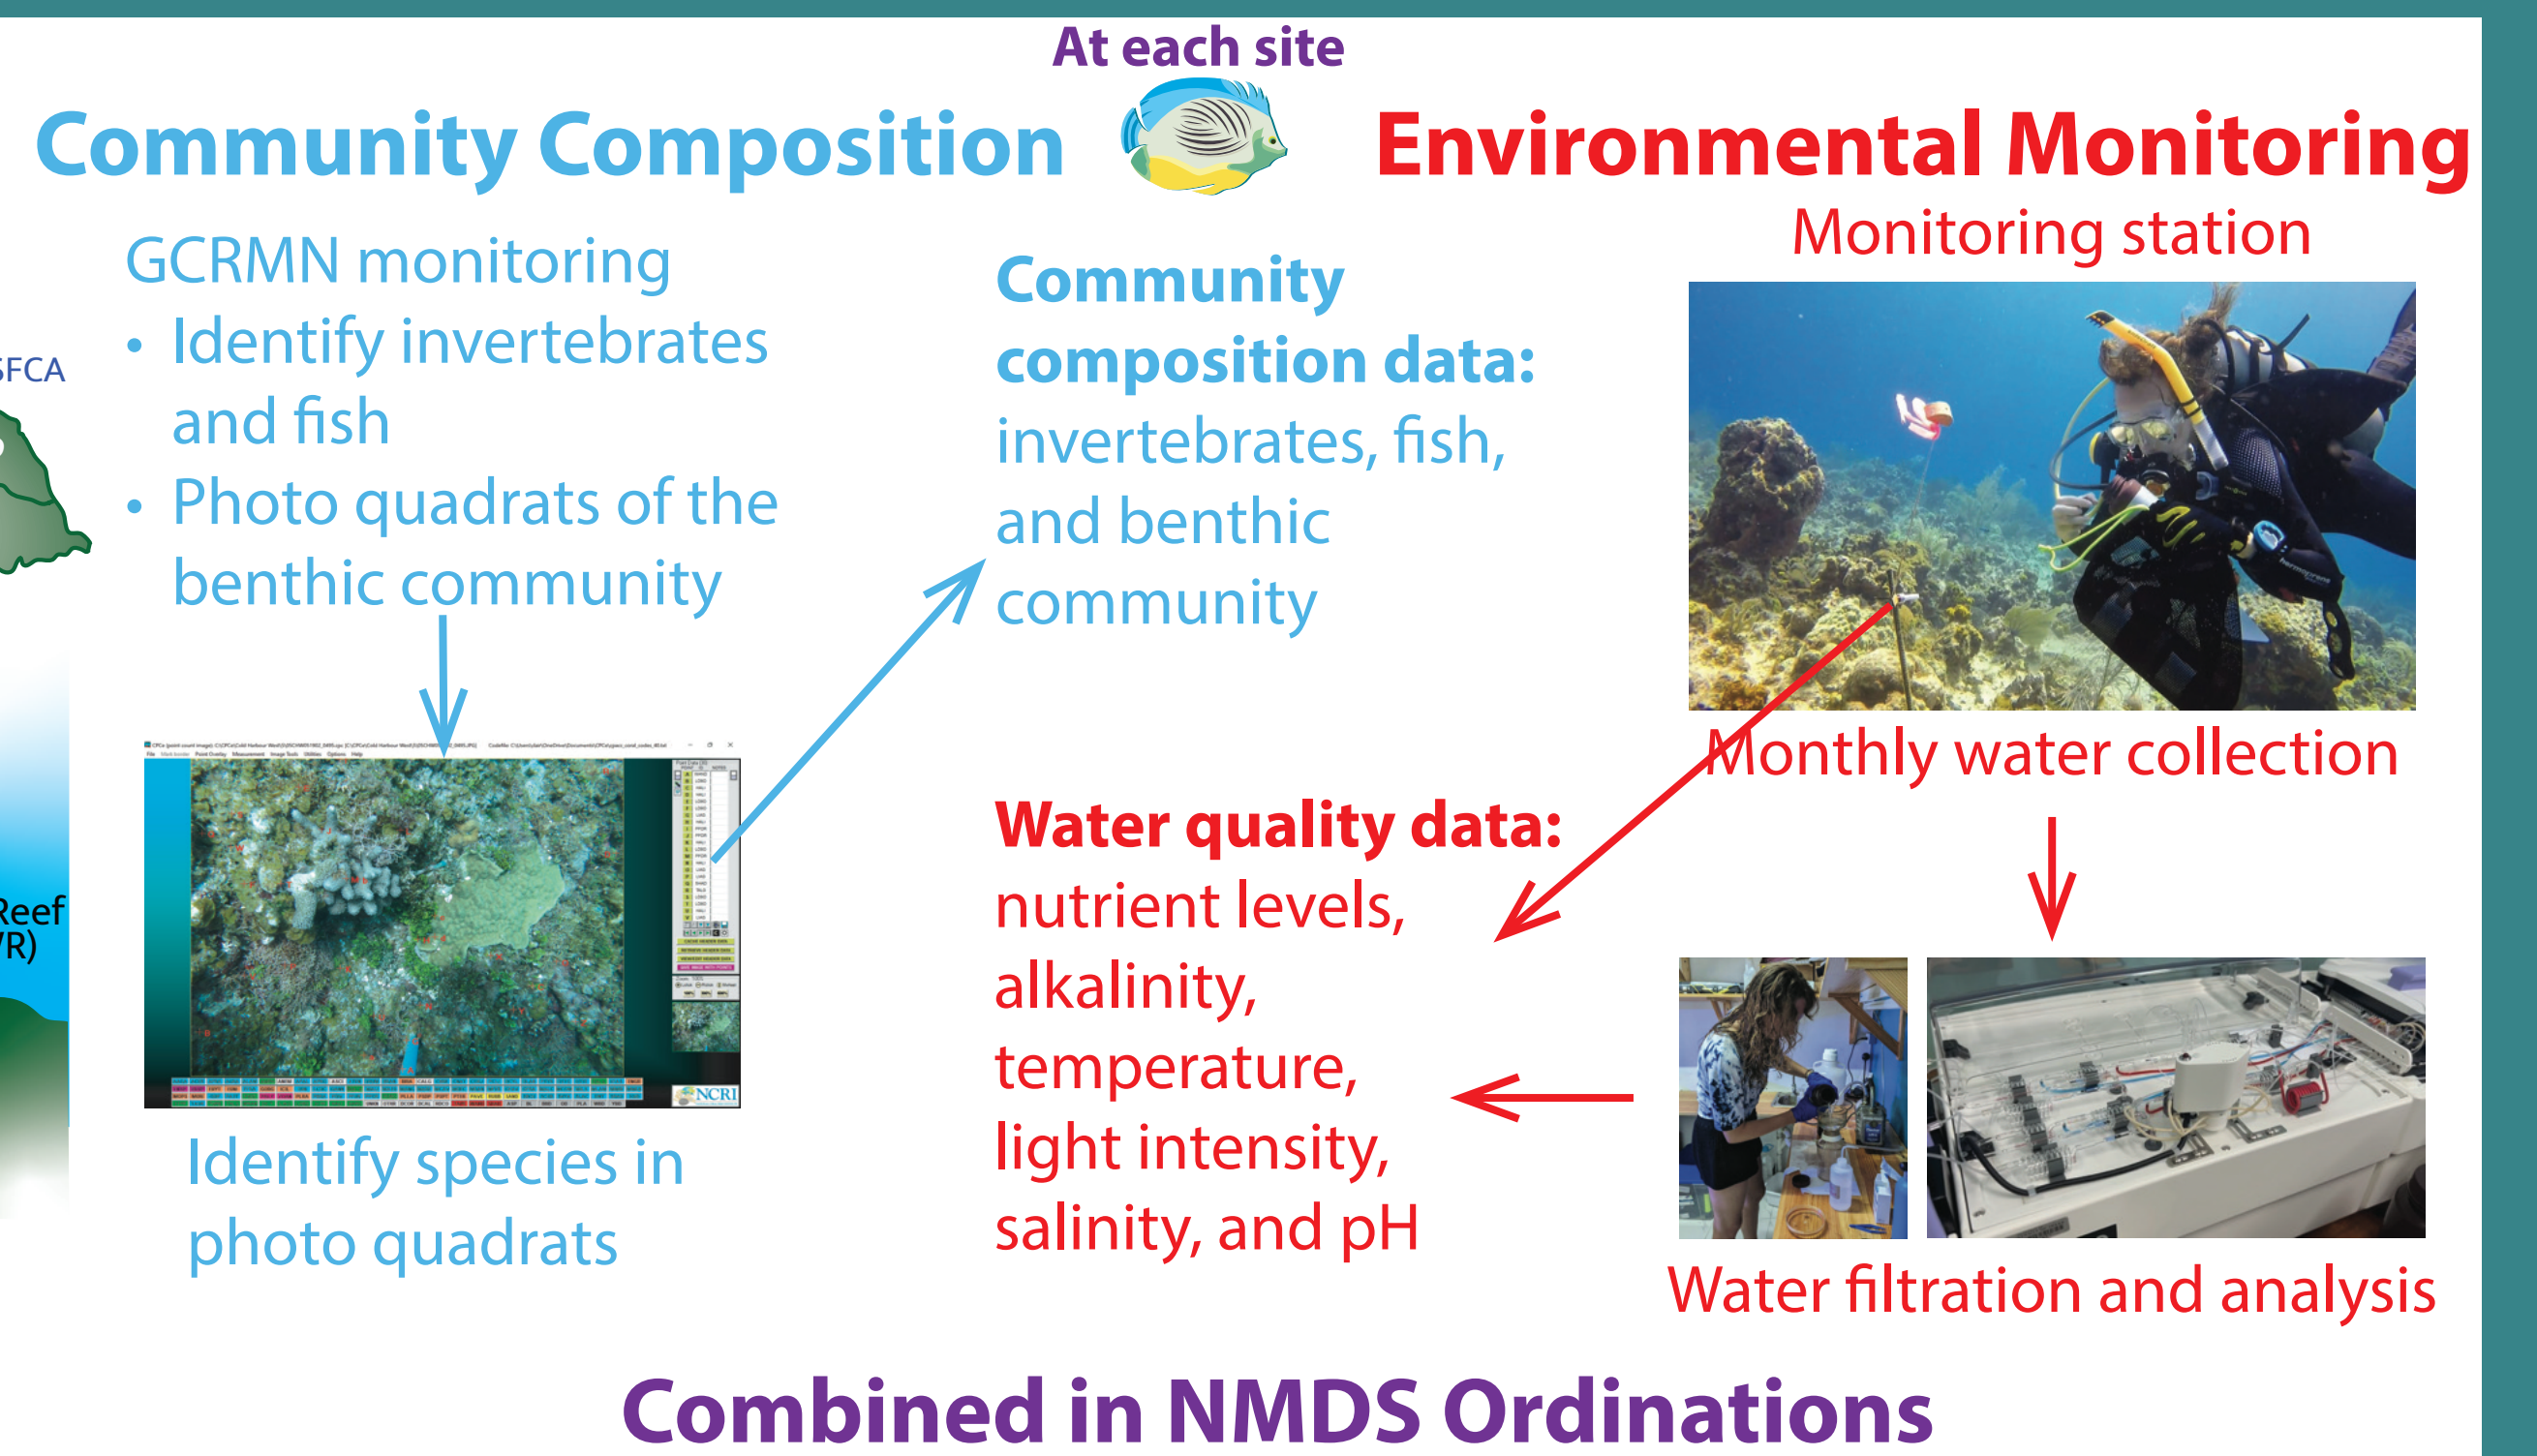 At each site
Community Composition
Environmental Monitoring
GCRMN monitoring
• Identify invertebrates
and fish
• Photo quadrats of the
benthic community
Identify species in
photo quadrats
Community
composition data:
invertebrates, fish,
and benthic
community
Water quality data:
nutrient levels,
alkalinity,
temperature,
light intensity,
salinity, and pH
Monitoring station
Monthly water collection
Water filtration and analysis
Combined in NMDS Ordinations
SFCA
Reef
R)
NCRI